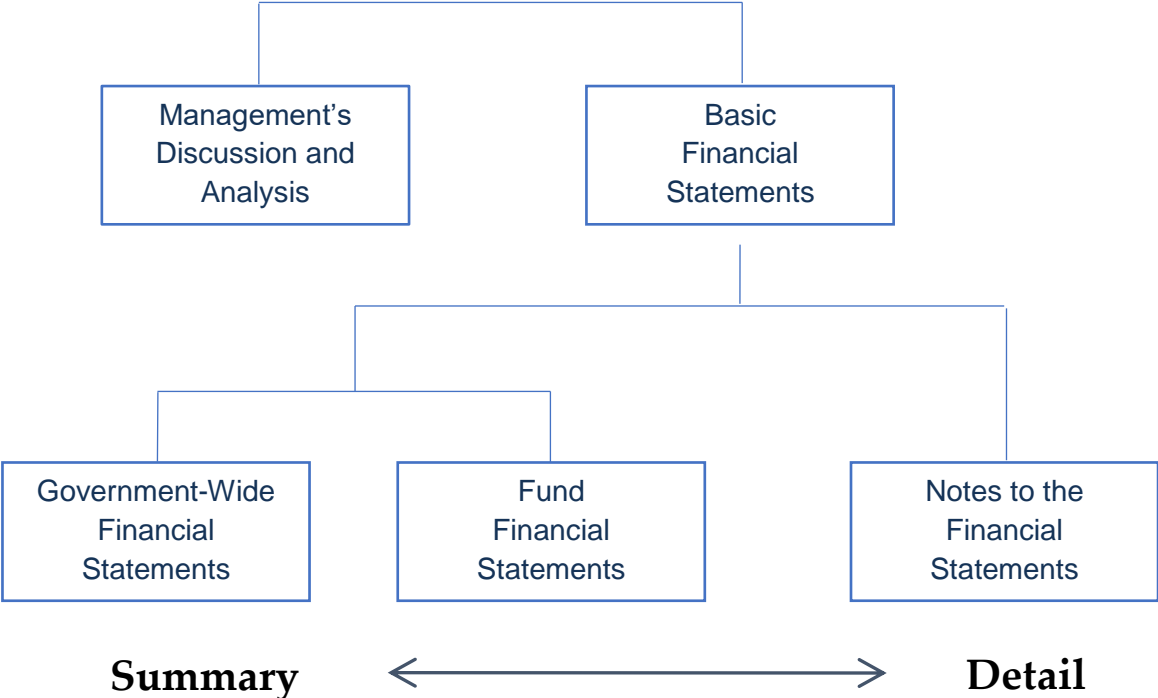 Management’s
Discussion and
Analysis
Basic
Financial
Statements
Government-Wide
Financial
Statements
Fund
Financial
Statements
Notes to the
Financial
Statements
Summary
Detail